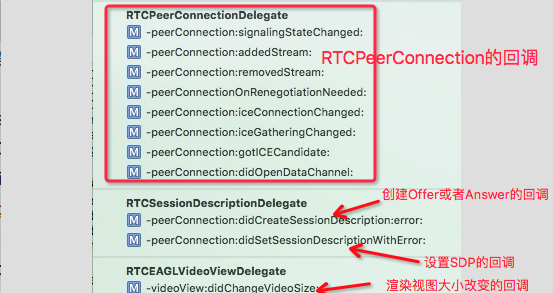 RTCPeerConnectionDelegate
M -peerConnection:signalingStateChanged:
M -peerConnection:addedStream:
RTCPeerConnection的回调
M -peerConnection:removedStream:
M -peerConnectionOnRenegotiationNeeded:
M -peerConnection:iceConnectionChanged:
M -peerConnection:iceGatheringChanged:
M -peerConnection:gotICECandidate:
M -peerConnection:didOpenDataChannel:
创建Offer或者Answer的回调
RTCSessionDescriptionDelegate
M -peerConnection:didCreateSessionDescription:error:
M -peerConnection:didSetSessionDescriptionWithError:
设置SDP的回调
RTCEAGLVideoViewDelegate
M -videoView:didChangeVideoSize:
渲染视图大小改变的回调